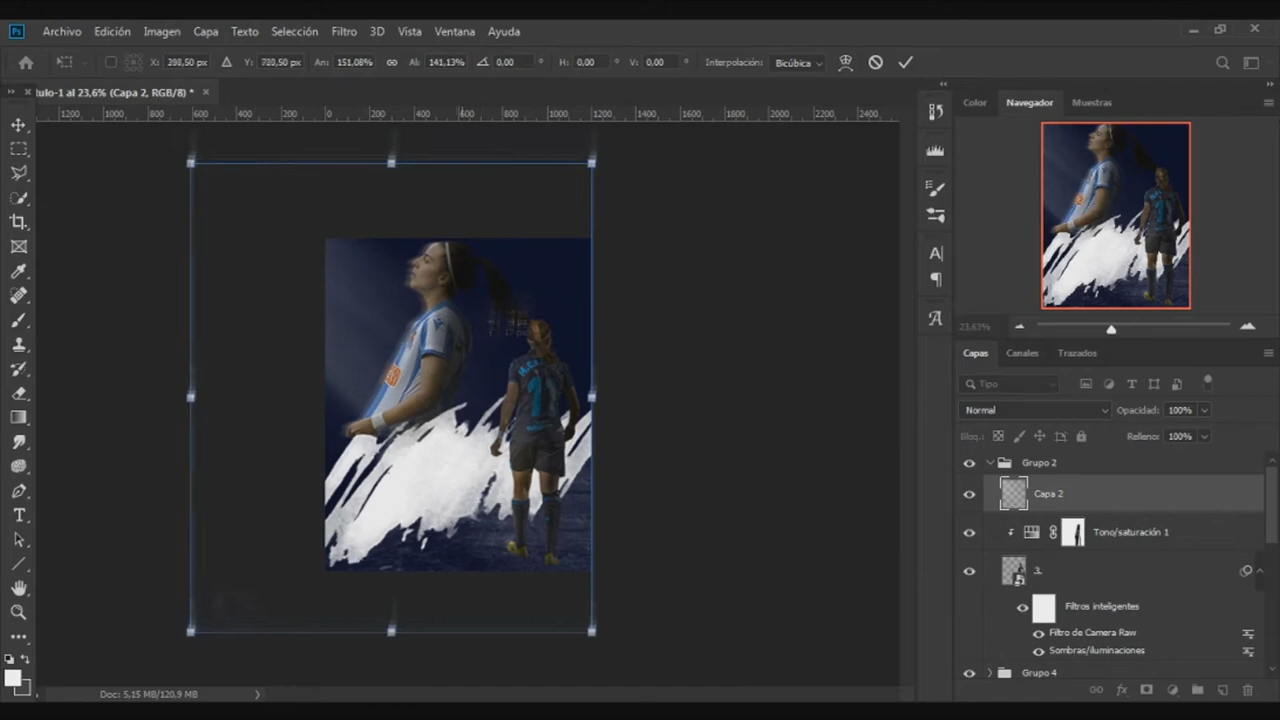 Ps Archivo Edición Imagen Capa Texto Selección Filtro 3D Vista Ventana Ayuda
X: 398,50 px Y: 730,50 px An: 151,08% Al: 141,13% 0,00 ° H: 0,00 ° V: 0,00 ° Interpolación: Bicúbica
tulo-1 al 23,6% (Capa 2, RGB/8) * ×
1200 1000 800 600 400 200 0 200 400 600 800 1000 1200 1400 1600 1800 2000 2200 2400
Color Navegador Muestras
11
23,63%
Capas Canales Trazados
Tipo
Normal Opacidad: 100%
Bloq.: Relleno: 100%
Grupo 2
Capa 2
Tono/saturación 1
3.
Filtros inteligentes
Filtro de Camera Raw
Sombras/iluminaciones
Grupo 4
Doc: 5,15 MB/120,9 MB